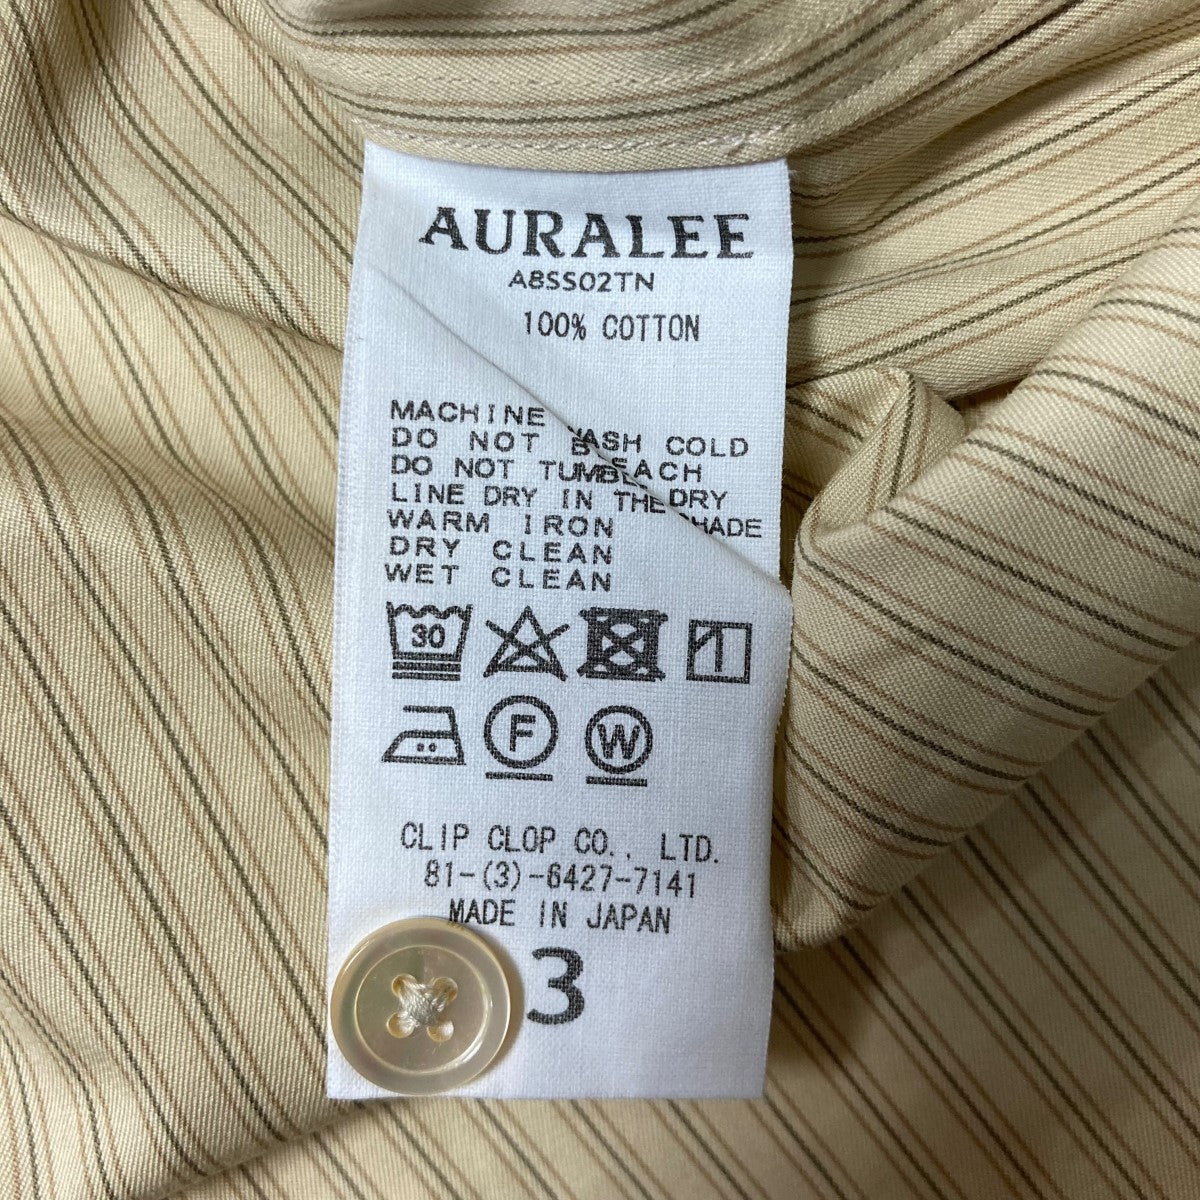 AURALEE
A8SS02TN
100% COTTON
MACHINE WASH COLD
DO NOT BLEACH
DO NOT TUMBLE DRY
LINE DRY IN THE SHADE
WARM IRON
DRY CLEAN
WET CLEAN
30
F W
CLIP CLOP CO., LTD.
81-(3)-6427-7141
MADE IN JAPAN
3